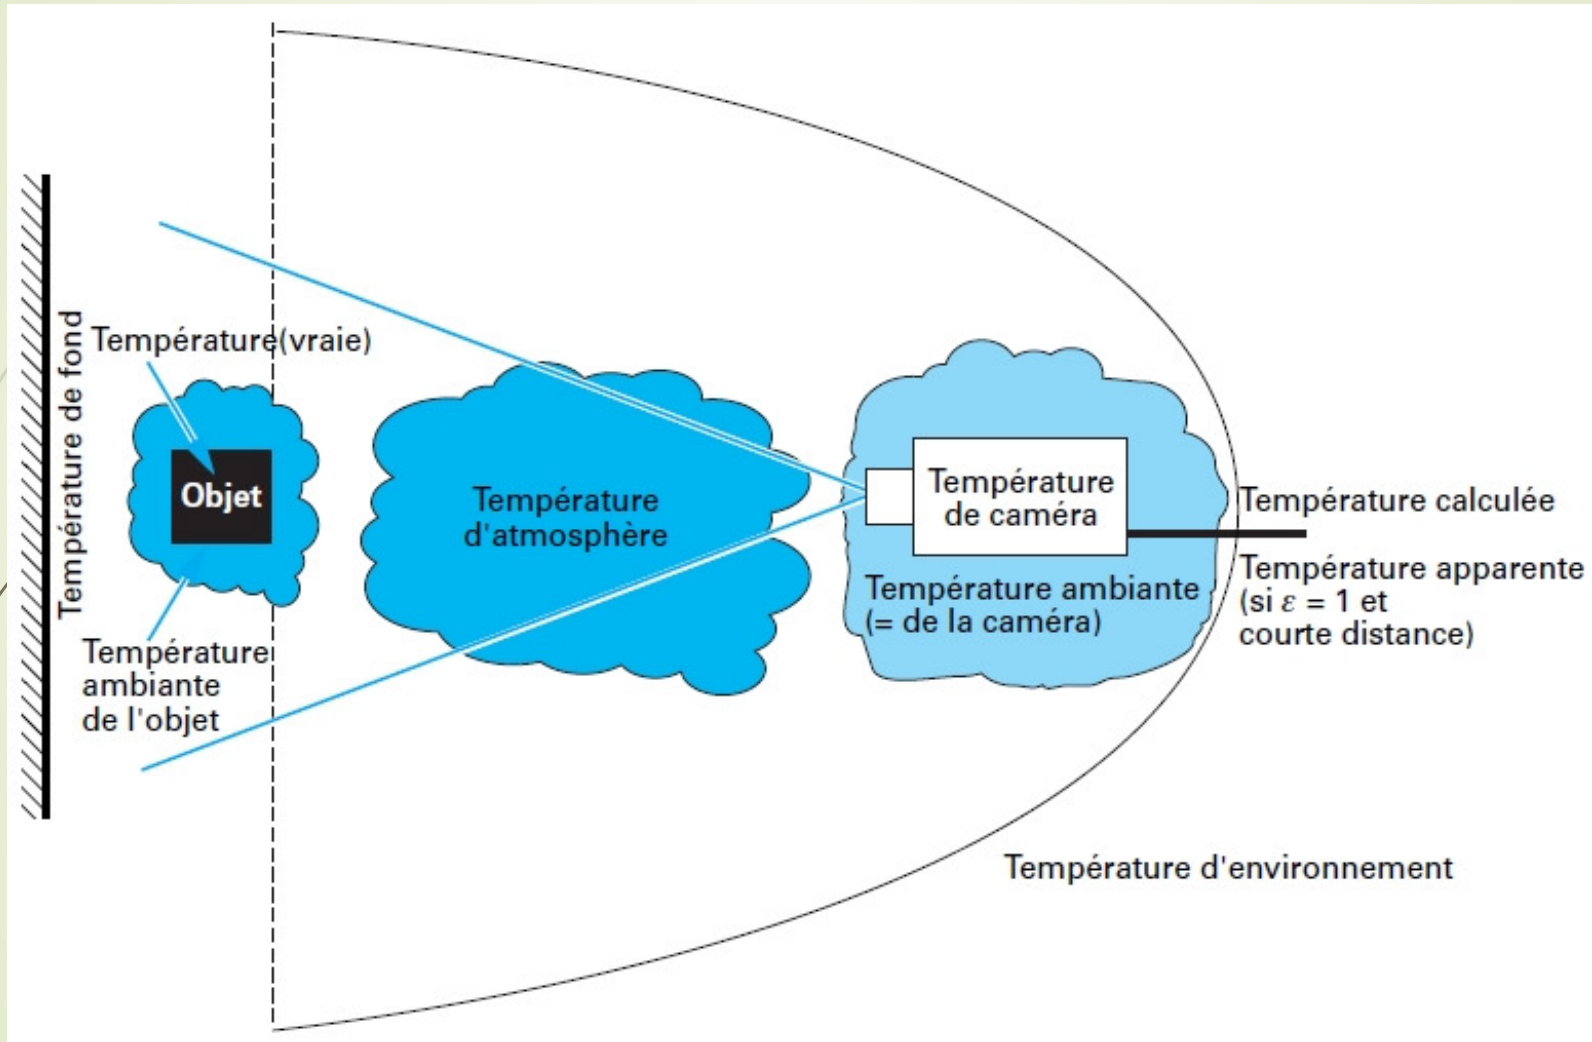 Température de fond
Température(vraie)
Objet
Température
ambiante
de l'objet
Température
d'atmosphère
Température
de caméra
Température ambiante
(= de la caméra)
Température calculée
Température apparente
(si ε = 1 et
courte distance)
Température d'environnement